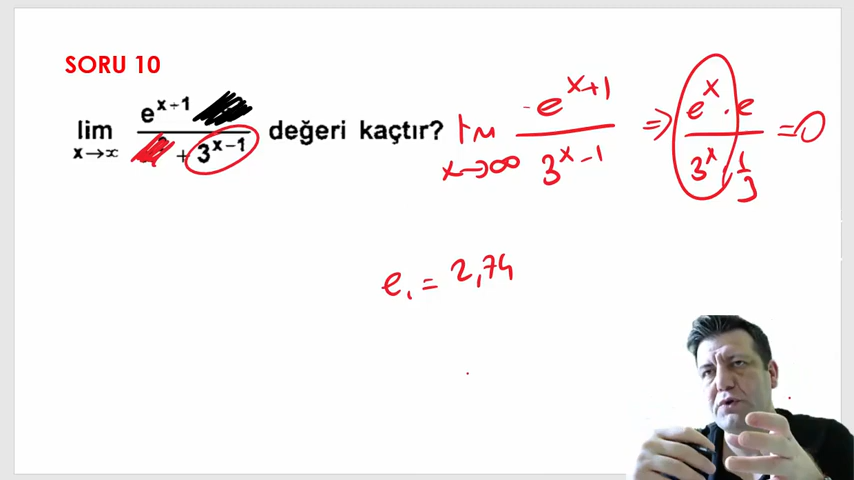 SORU 10
lim x→∞ e^x+1 / + 3^x−1 değeri kaçtır?
lim x→∞ e^x+1 / 3^x−1 ⇒ e^x · e / 3^x · 1/3 = 0
e, = 2,74